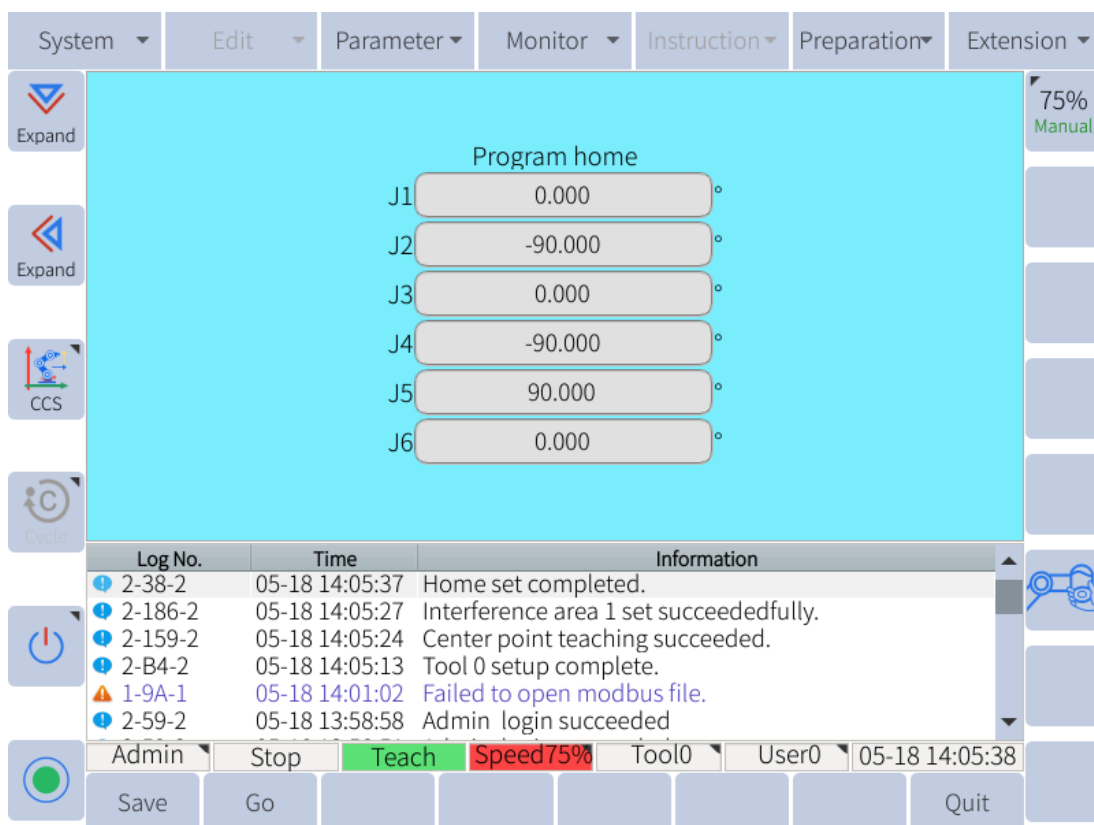 System Edit Parameter Monitor Instruction Preparation Extension
Expand
75%
Manual
Program home
J1 0.000 °
J2 -90.000 °
Expand
J3 0.000 °
J4 -90.000 °
CCS
J5 90.000 °
J6 0.000 °
C
Cycle
Log No. Time Information
2-38-2 05-18 14:05:37 Home set completed.
2-186-2 05-18 14:05:27 Interference area 1 set succeededfully.
2-159-2 05-18 14:05:24 Center point teaching succeeded.
2-B4-2 05-18 14:05:13 Tool 0 setup complete.
1-9A-1 05-18 14:01:02 Failed to open modbus file.
2-59-2 05-18 13:58:58 Admin login succeeded
Admin Stop Teach Speed75% Tool0 User0 05-18 14:05:38
Save Go Quit